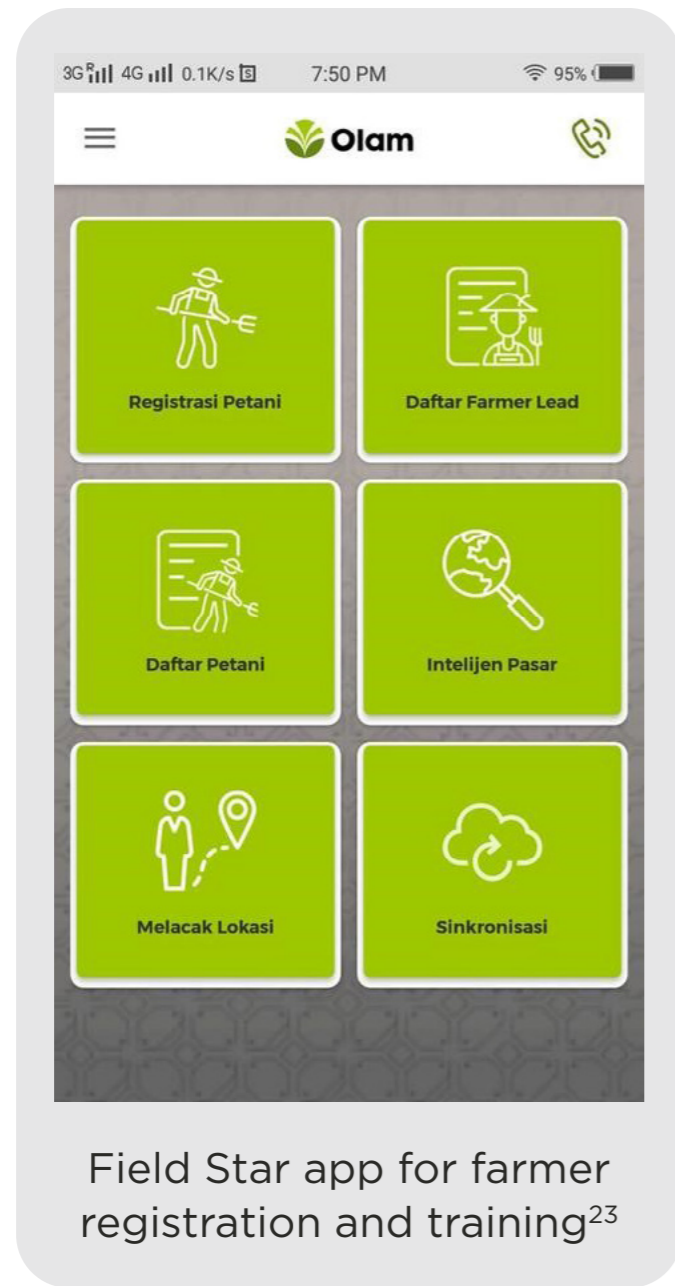 3G R 4G 0.1K/s S 7:50 PM 95%
Olam
Registrasi Petani Daftar Farmer Lead
Daftar Petani Intelijen Pasar
Melacak Lokasi Sinkronisasi
Field Star app for farmer
registration and training²³